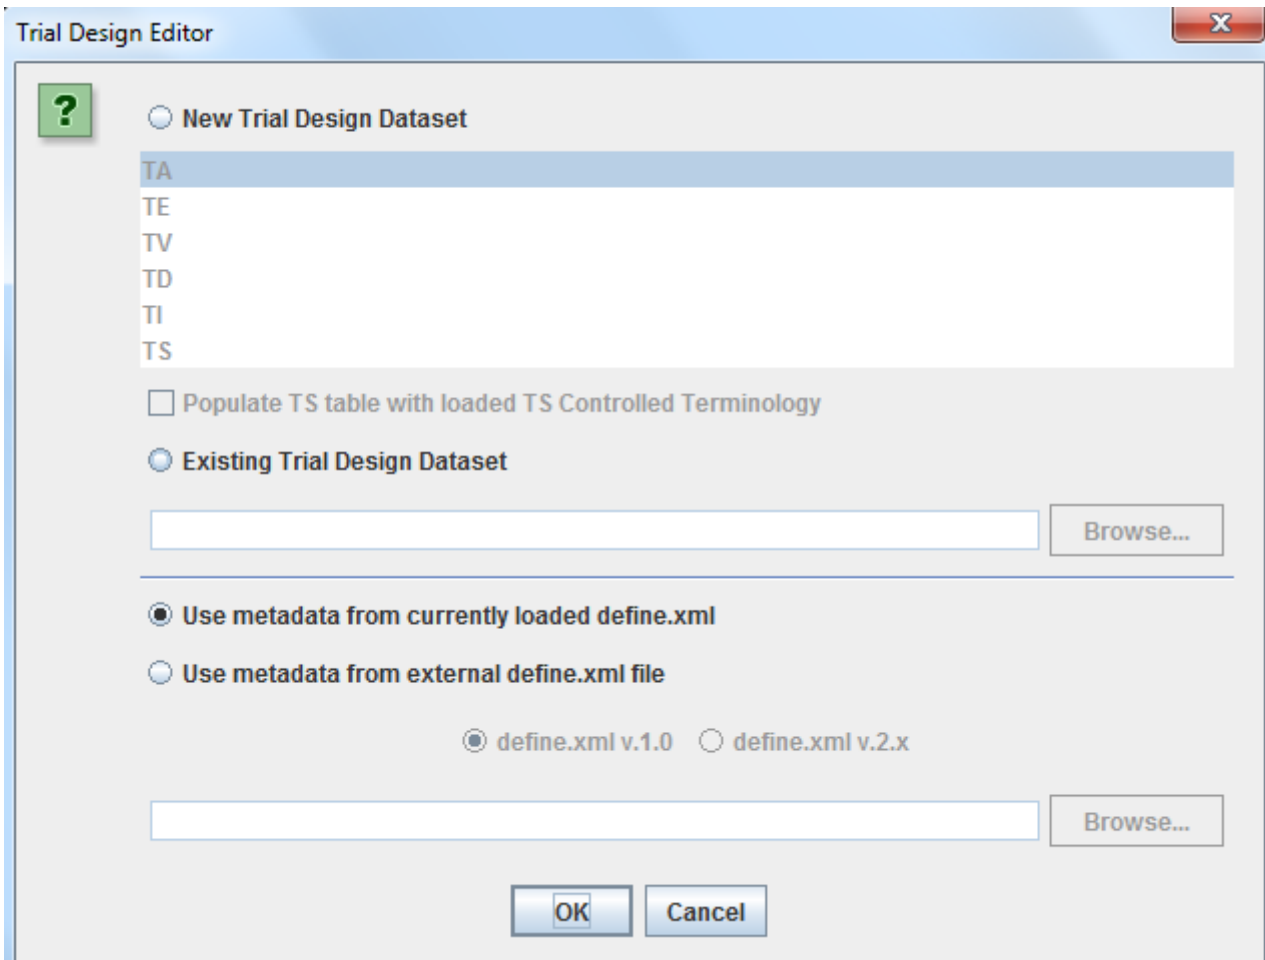 Trial Design Editor
X
?
New Trial Design Dataset
TA
TE
TV
TD
TI
TS
Populate TS table with loaded TS Controlled Terminology
Existing Trial Design Dataset
Browse...
Use metadata from currently loaded define.xml
Use metadata from external define.xml file
define.xml v.1.0 define.xml v.2.x
Browse...
OK Cancel